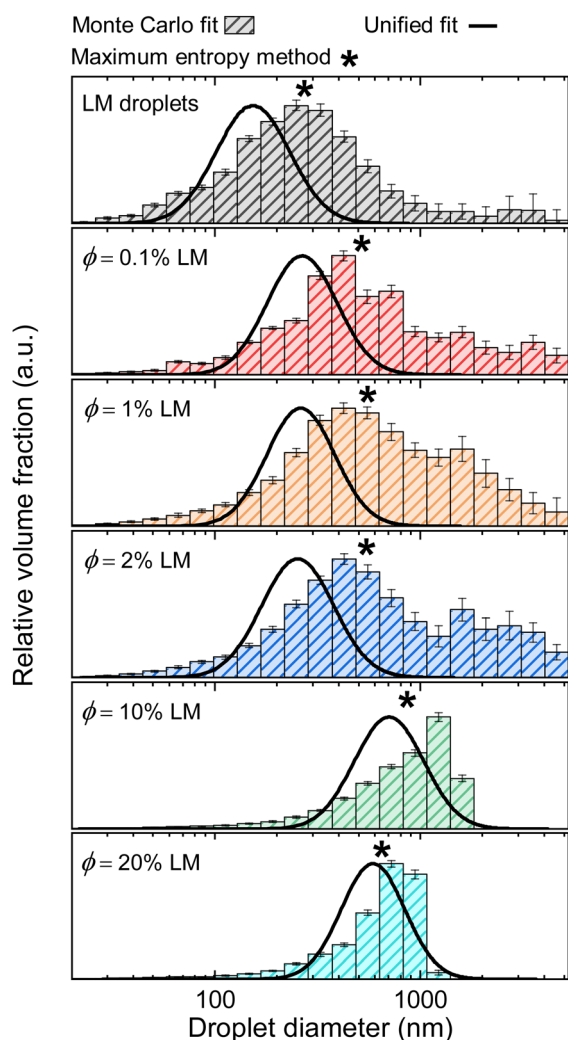 Monte Carlo fit Unified fit
Maximum entropy method *
LM droplets
*
ϕ = 0.1% LM
*
ϕ = 1% LM
*
ϕ = 2% LM
*
ϕ = 10% LM
*
ϕ = 20% LM
*
Relative volume fraction (a.u.)
100 1000
Droplet diameter (nm)